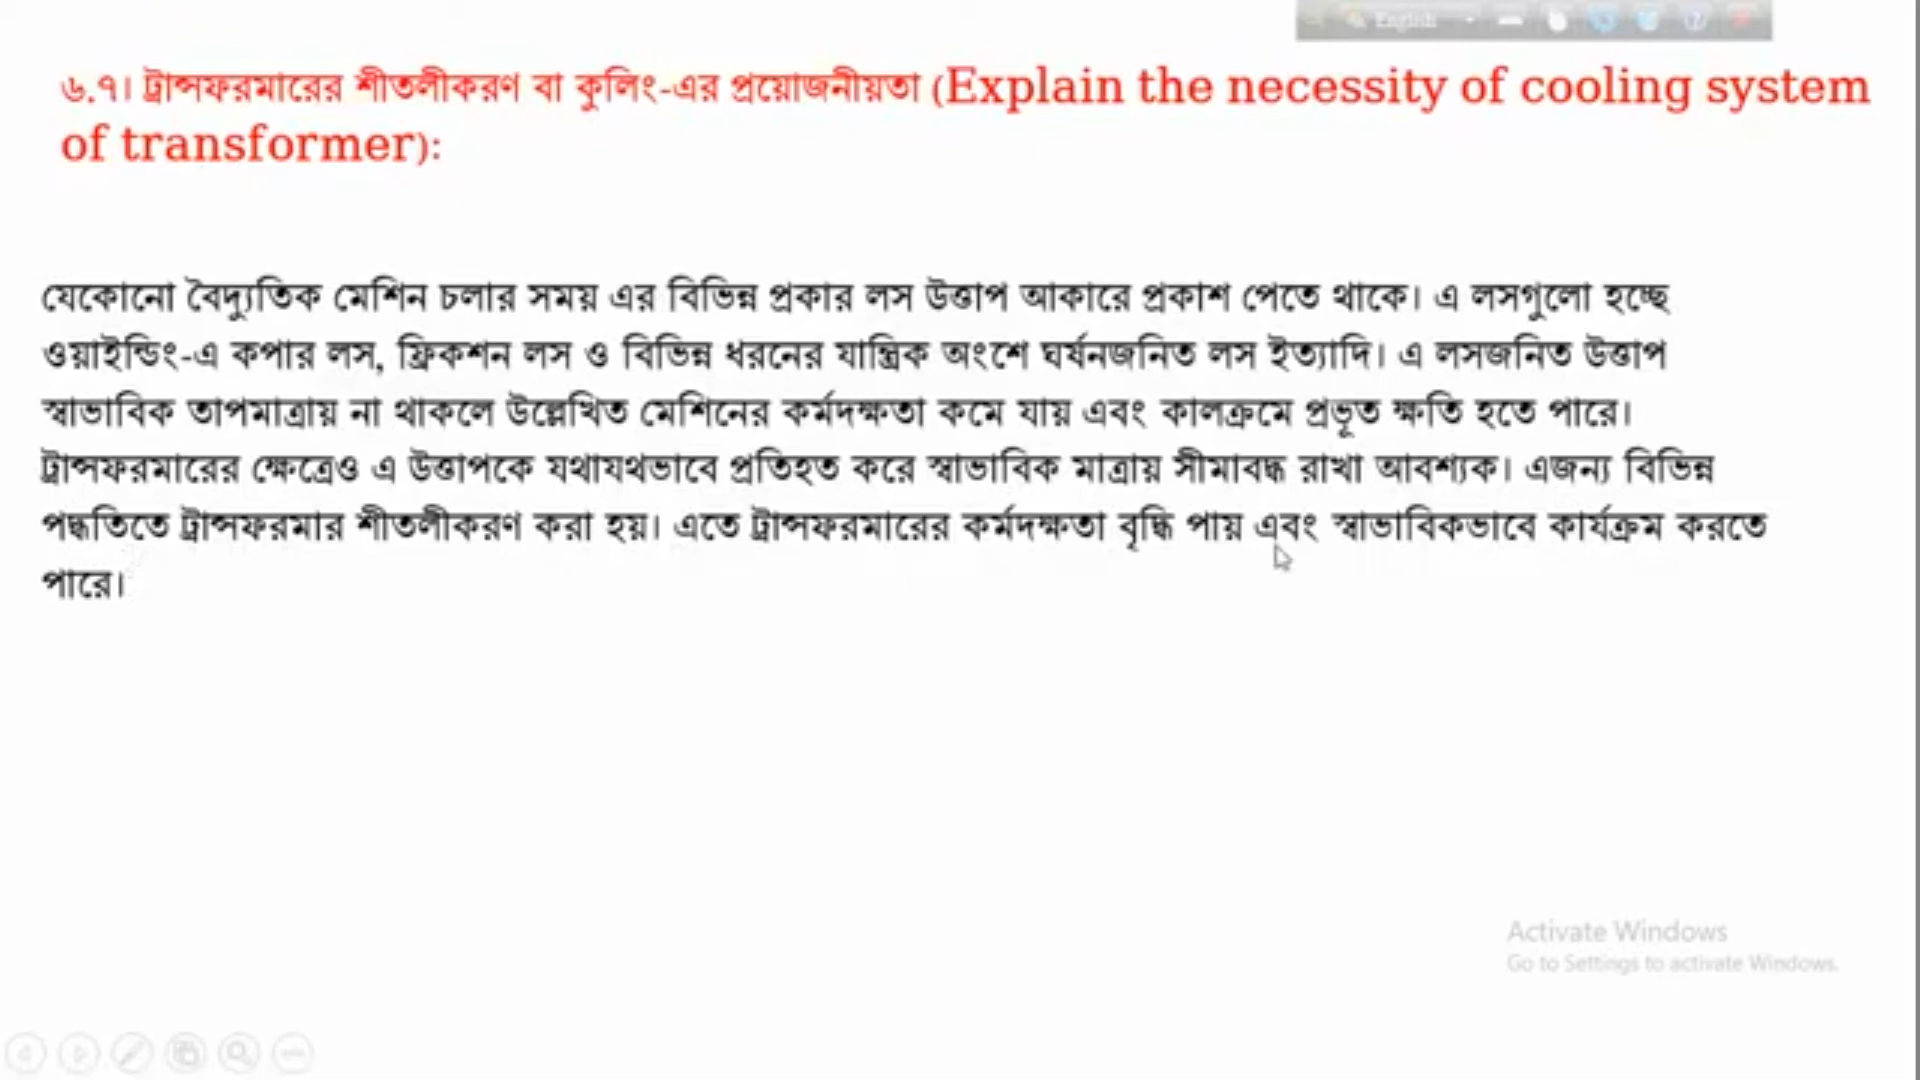 English
৬.৭। ট্রান্সফরমারের শীতলীকরণ বা কুলিং-এর প্রয়োজনীয়তা (Explain the necessity of cooling system
of transformer):
যেকোনো বৈদ্যুতিক মেশিন চলার সময় এর বিভিন্ন প্রকার লস উত্তাপ আকারে প্রকাশ পেতে থাকে। এ লসগুলো হচ্ছে
ওয়াইন্ডিং-এ কপার লস, ফ্রিকশন লস ও বিভিন্ন ধরনের যান্ত্রিক অংশে ঘর্ষনজনিত লস ইত্যাদি। এ লসজনিত উত্তাপ
স্বাভাবিক তাপমাত্রায় না থাকলে উল্লেখিত মেশিনের কর্মদক্ষতা কমে যায় এবং কালক্রমে প্রভূত ক্ষতি হতে পারে।
ট্রান্সফরমারের ক্ষেত্রেও এ উত্তাপকে যথাযথভাবে প্রতিহত করে স্বাভাবিক মাত্রায় সীমাবদ্ধ রাখা আবশ্যক। এজন্য বিভিন্ন
পদ্ধতিতে ট্রান্সফরমার শীতলীকরণ করা হয়। এতে ট্রান্সফরমারের কর্মদক্ষতা বৃদ্ধি পায় এবং স্বাভাবিকভাবে কার্যক্রম করতে
পারে।
Activate Windows
Go to Settings to activate Windows.